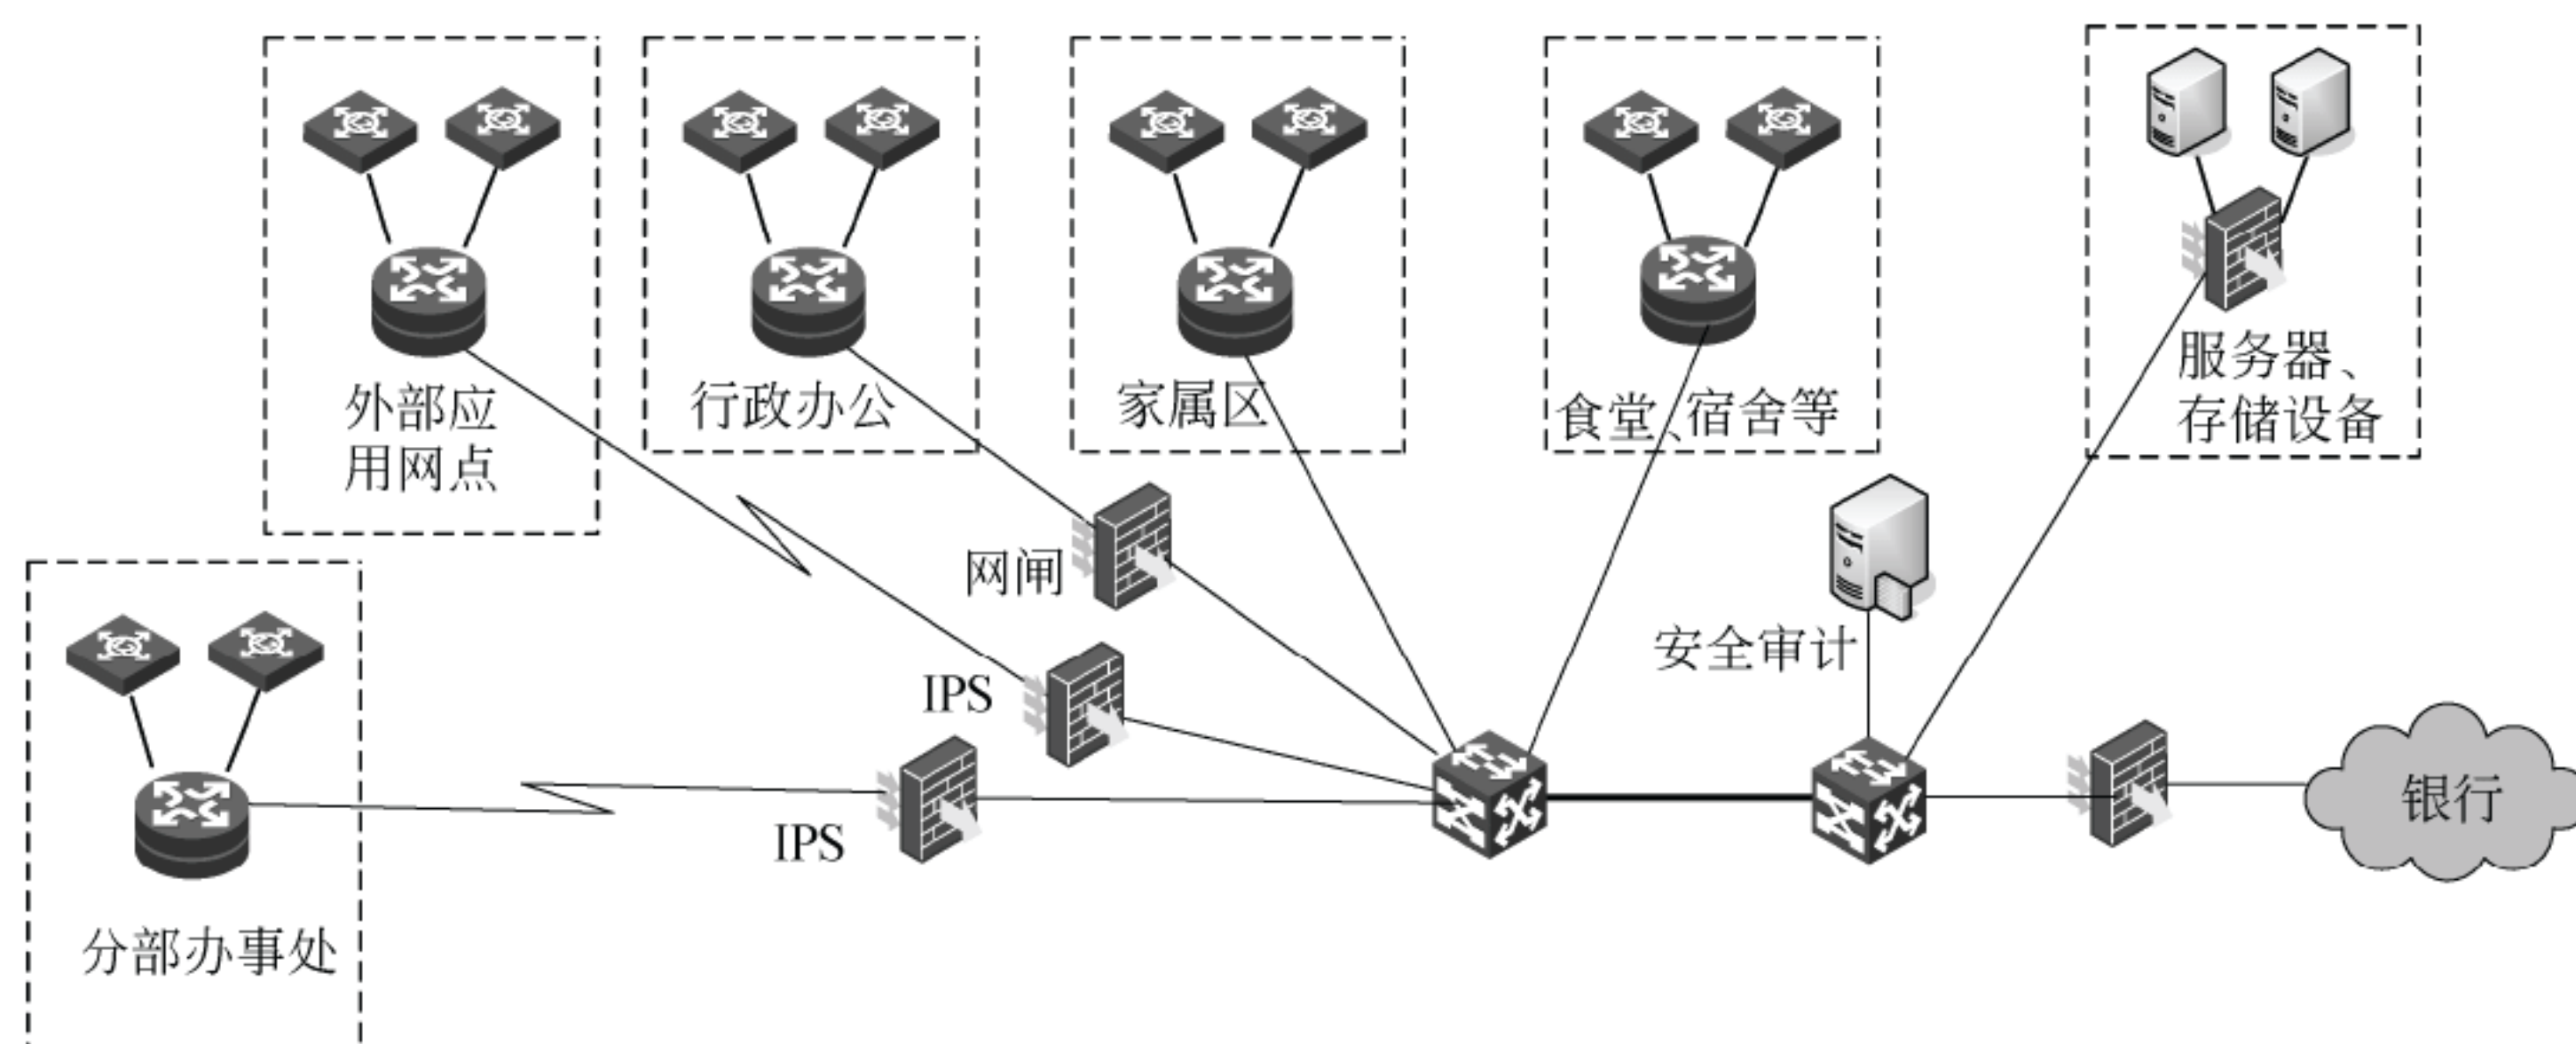 外部应
用网点
行政办公
家属区
食堂、宿舍等
服务器、
存储设备
网闸
IPS
安全审计
IPS
银行
分部办事处